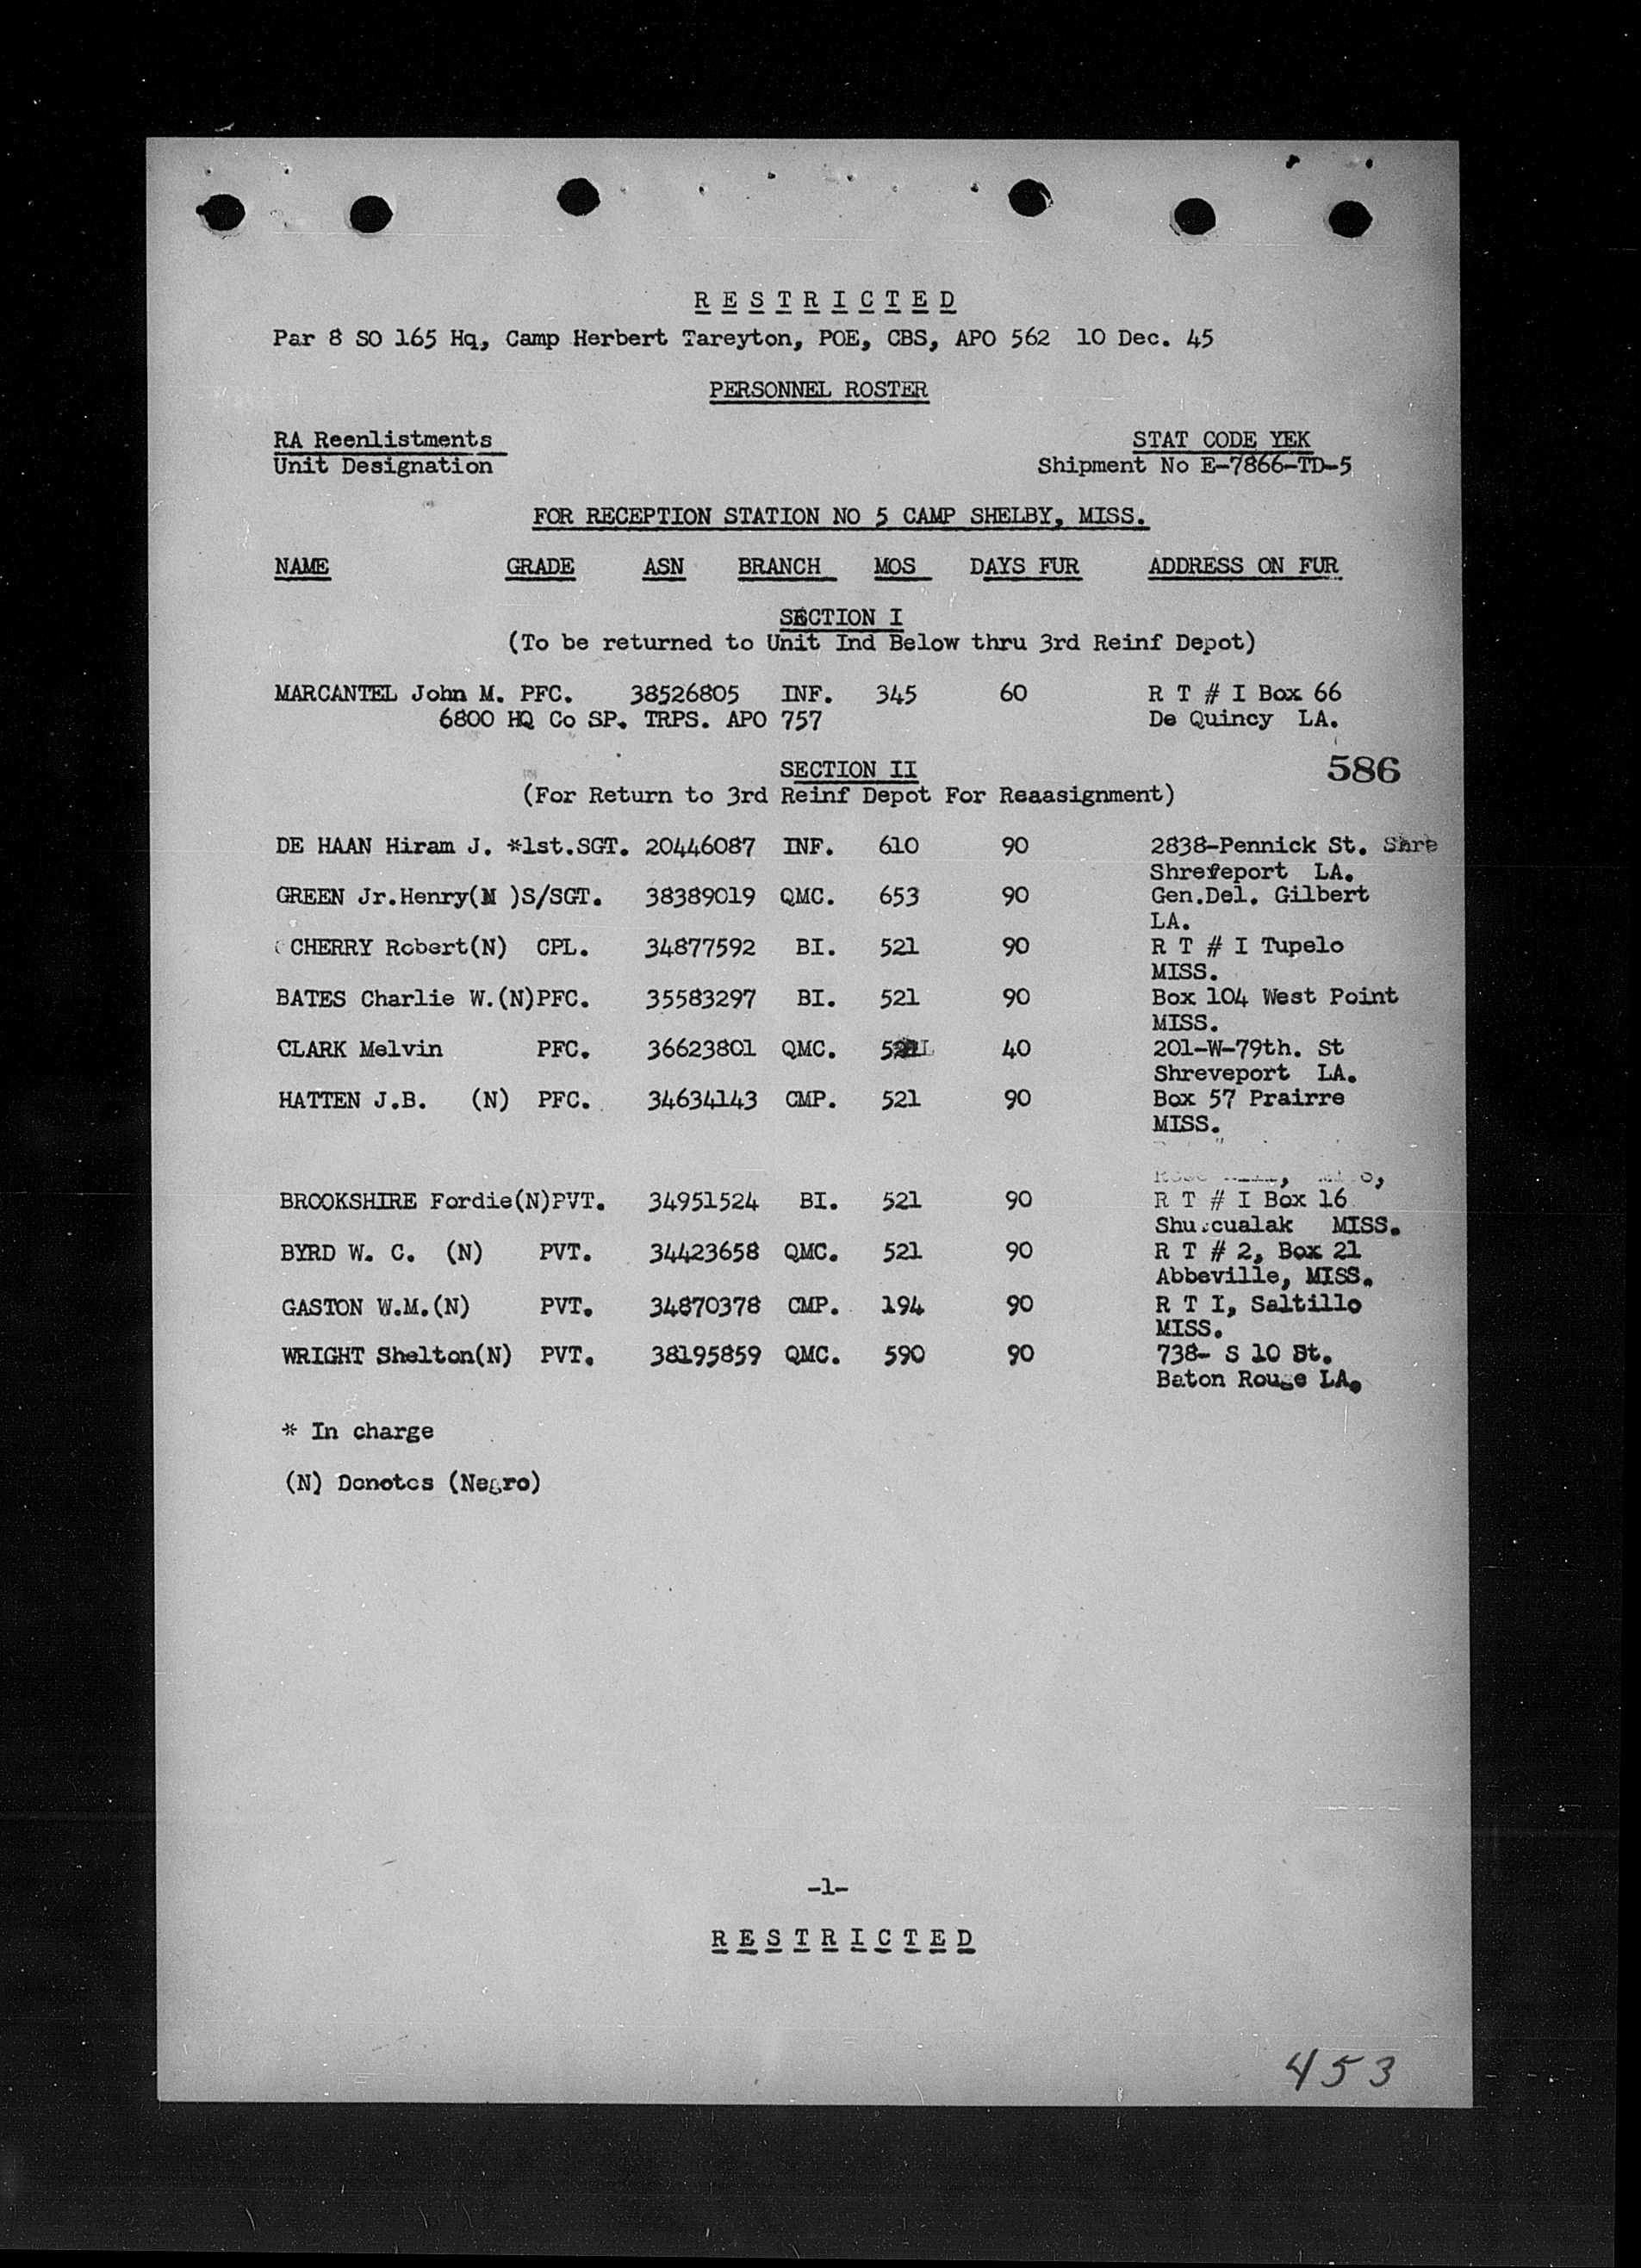 RESTRICTED
Par 8 SO 165 Hq, Camp Herbert Tareyton, POE, CBS, APO 562 10 Dec. 45
PERSONNEL ROSTER
RA Reenlistments STAT CODE YEK
Unit Designation Shipment No E-7866-TD-5
FOR RECEPTION STATION NO 5 CAMP SHELBY, MISS.
NAME GRADE ASN BRANCH MOS DAYS FUR ADDRESS ON FUR
SECTION I
(To be returned to Unit Ind Below thru 3rd Reinf Depot)
MARCANTEL John M. PFC. 38526805 INF. 345 60 R T # I Box 66
6800 HQ Co SP. TRPS. APO 757 De Quincy LA.
586
SECTION II
(For Return to 3rd Reinf Depot For Reaasignment)
DE HAAN Hiram J. *1st.SGT. 20446087 INF. 610 90 2838-Pennick St. Shre
Shreveport LA.
GREEN Jr.Henry(N )S/SGT. 38389019 QMC. 653 90 Gen.Del. Gilbert
LA.
CHERRY Robert(N) CPL. 34877592 BI. 521 90 R T # I Tupelo
MISS.
BATES Charlie W.(N)PFC. 35583297 BI. 521 90 Box 104 West Point
MISS.
CLARK Melvin PFC. 36623801 QMC. 40 201-W-79th. St
Shreveport LA.
HATTEN J.B. (N) PFC. 34634143 CMP. 521 90 Box 57 Prairre
MISS.
BROOKSHIRE Fordie(N)PVT. 34951524 BI. 521 90 R T # I Box 16
MISS.
BYRD W. C. (N) PVT. 34423658 QMC. 521 90 R T # 2, Box 21
Abbeville, MISS.
GASTON W.M.(N) PVT. 34870378 CMP. 194 90 R T I, Saltillo
MISS.
WRIGHT Shelton(N) PVT. 38195859 QMC. 590 90 738- S 10 St.
Baton Rouge LA.
* In charge
(N) Denotes (Negro)
-1-
RESTRICTED
453